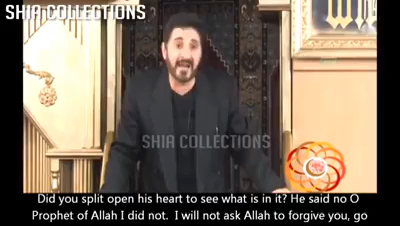 SHIA COLLECTIONS
SHIA COLLECTIONS
Did you split open his heart to see what is in it? He said no O
Prophet of Allah I did not.  I will not ask Allah to forgive you, go